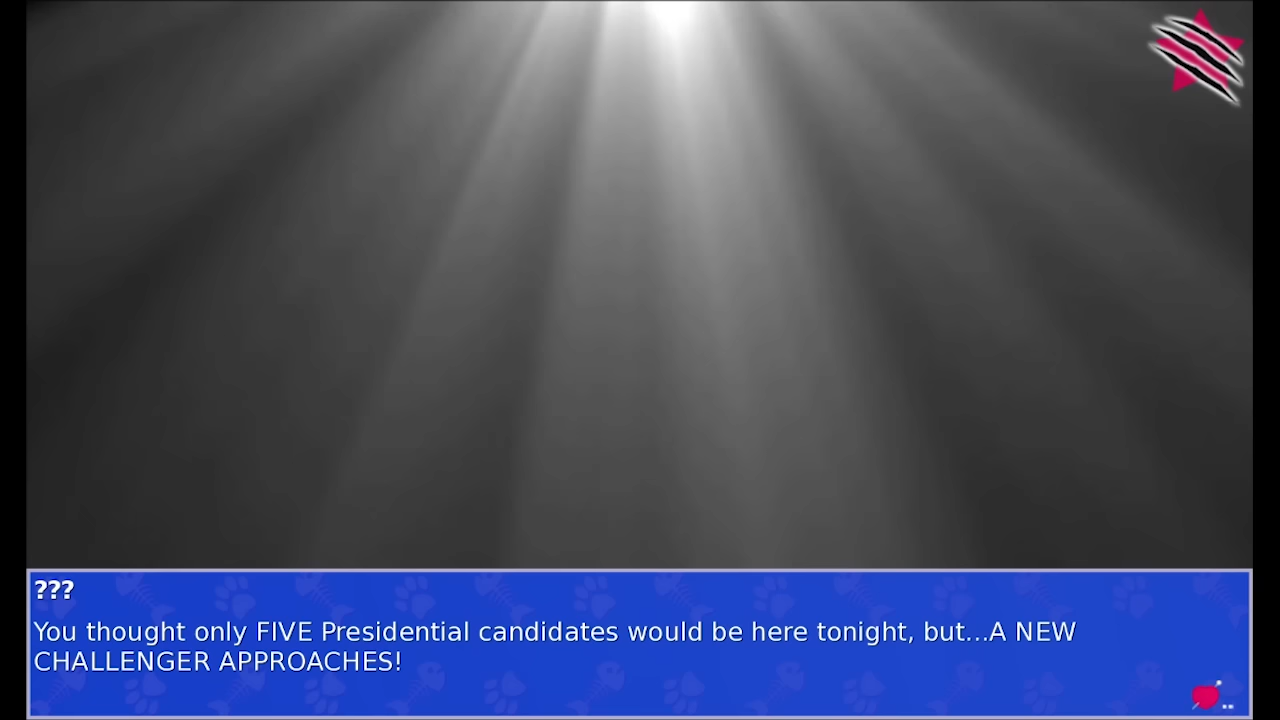 ???
You thought only FIVE Presidential candidates would be here tonight, but...A NEW
CHALLENGER APPROACHES!